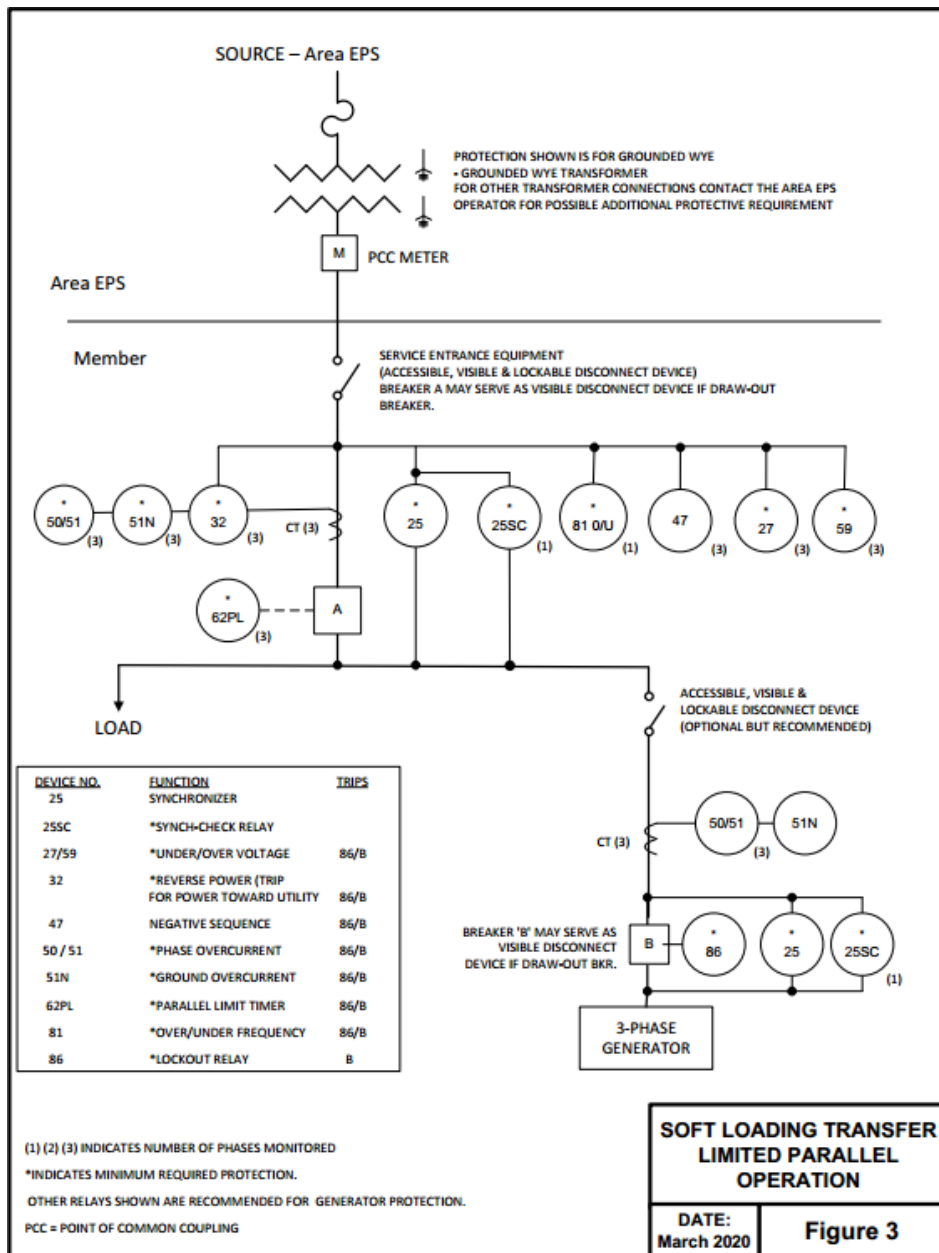 SOURCE – Area EPS
PROTECTION SHOWN IS FOR GROUNDED WYE
- GROUNDED WYE TRANSFORMER
FOR OTHER TRANSFORMER CONNECTIONS CONTACT THE AREA EPS
OPERATOR FOR POSSIBLE ADDITIONAL PROTECTIVE REQUIREMENT
M
PCC METER
Area EPS
Member
SERVICE ENTRANCE EQUIPMENT
(ACCESSIBLE, VISIBLE & LOCKABLE DISCONNECT DEVICE)
BREAKER A MAY SERVE AS VISIBLE DISCONNECT DEVICE IF DRAW-OUT
BREAKER.
* 50/51 (3)
* 51N (3)
* 32 (3)
CT (3)
* 25
* 25SC (1)
* 81 0/U (1)
47 (3)
* 27 (3)
* 59 (3)
* 62PL (3)
A
LOAD
ACCESSIBLE, VISIBLE &
LOCKABLE DISCONNECT DEVICE
(OPTIONAL BUT RECOMMENDED)
DEVICE NO. FUNCTION TRIPS
25 SYNCHRONIZER
25SC *SYNCH-CHECK RELAY
27/59 *UNDER/OVER VOLTAGE 86/B
32 *REVERSE POWER (TRIP
FOR POWER TOWARD UTILITY 86/B
47 NEGATIVE SEQUENCE 86/B
50 / 51 *PHASE OVERCURRENT 86/B
51N *GROUND OVERCURRENT 86/B
62PL *PARALLEL LIMIT TIMER 86/B
81 *OVER/UNDER FREQUENCY 86/B
86 *LOCKOUT RELAY B
CT (3)
50/51 (3)
51N
BREAKER 'B' MAY SERVE AS
VISIBLE DISCONNECT
DEVICE IF DRAW-OUT BKR.
B
* 86
* 25
* 25SC (1)
3-PHASE
GENERATOR
(1) (2) (3) INDICATES NUMBER OF PHASES MONITORED
*INDICATES MINIMUM REQUIRED PROTECTION.
OTHER RELAYS SHOWN ARE RECOMMENDED FOR GENERATOR PROTECTION.
PCC = POINT OF COMMON COUPLING
SOFT LOADING TRANSFER
LIMITED PARALLEL
OPERATION
DATE:
March 2020
Figure 3